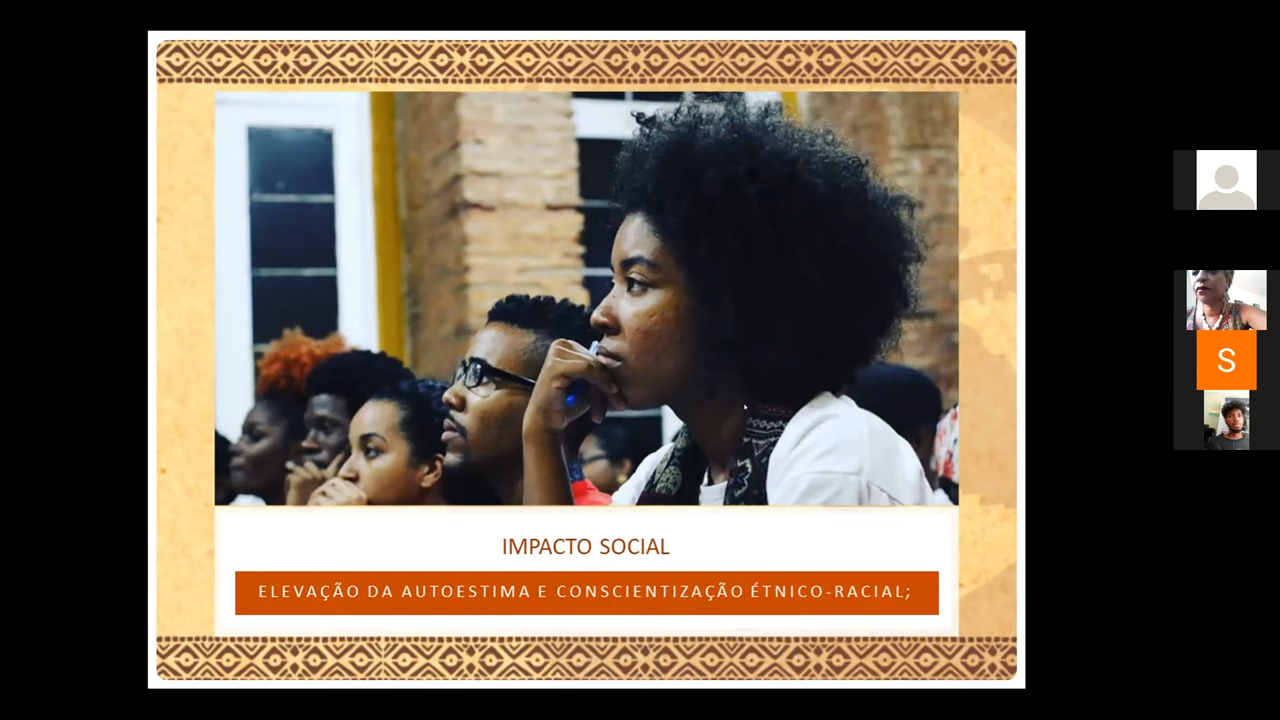 IMPACTO SOCIAL
ELEVAÇÃO DA AUTOESTIMA E CONSCIENTIZAÇÃO ÉTNICO-RACIAL;
S